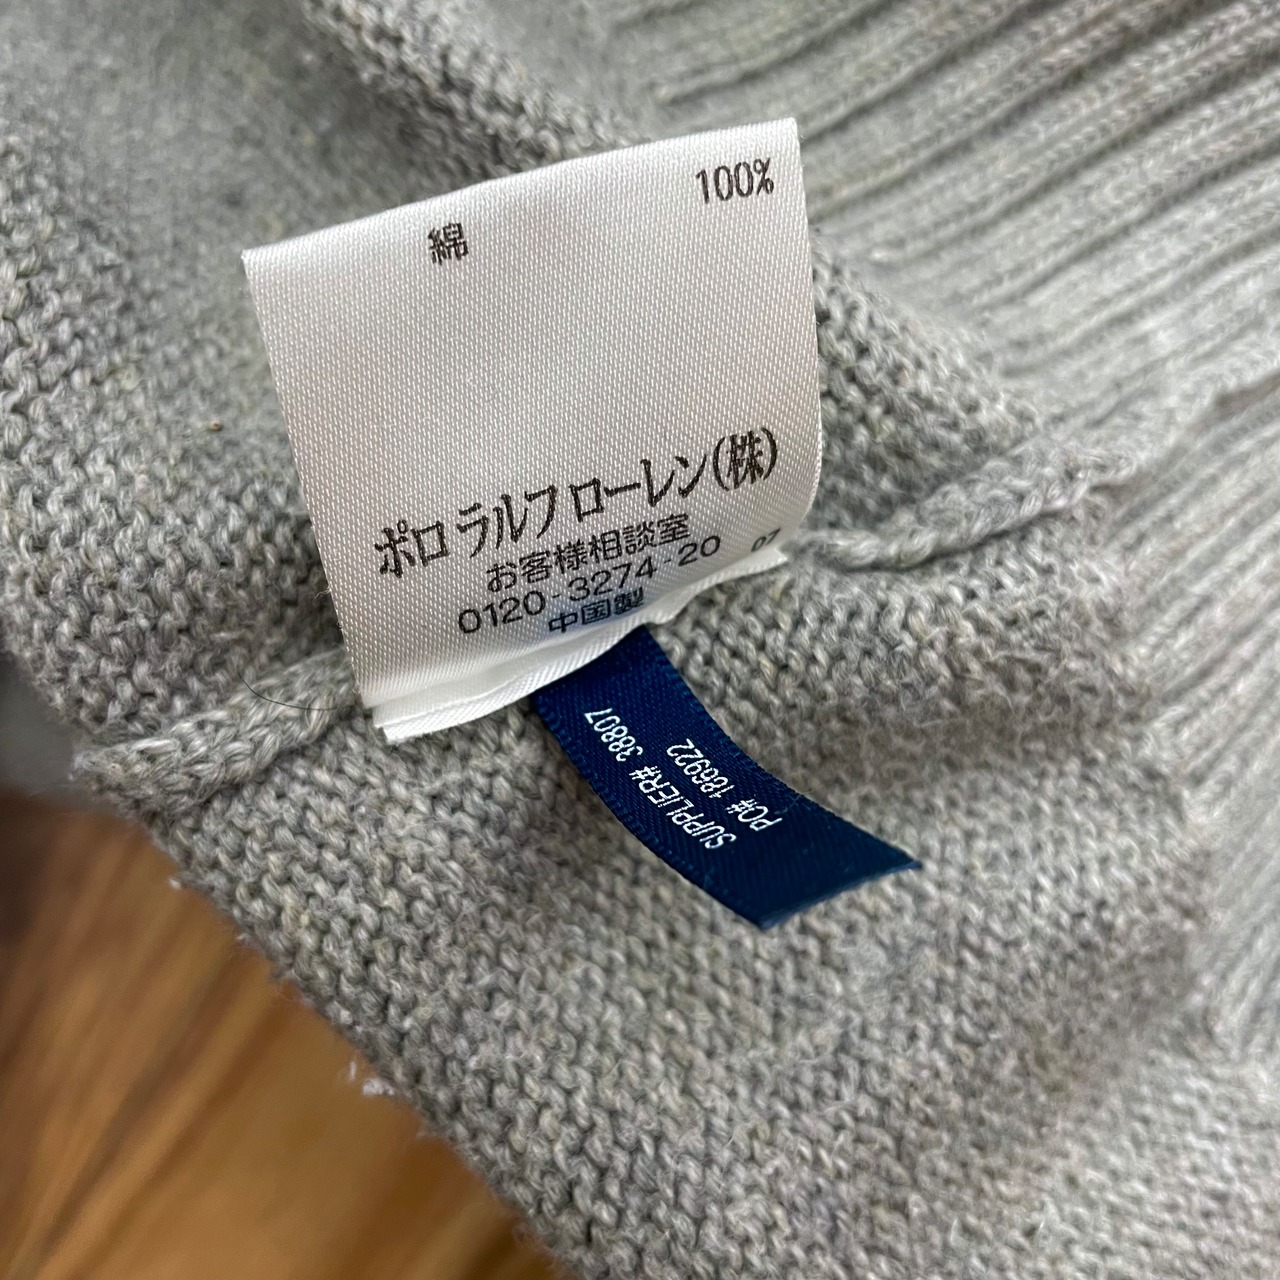 綿 100%
ポロ ラルフ ローレン(株)
お客様相談室
0120-3274-20 07
中国製
SUPPLIER# 38807
PO# 186922